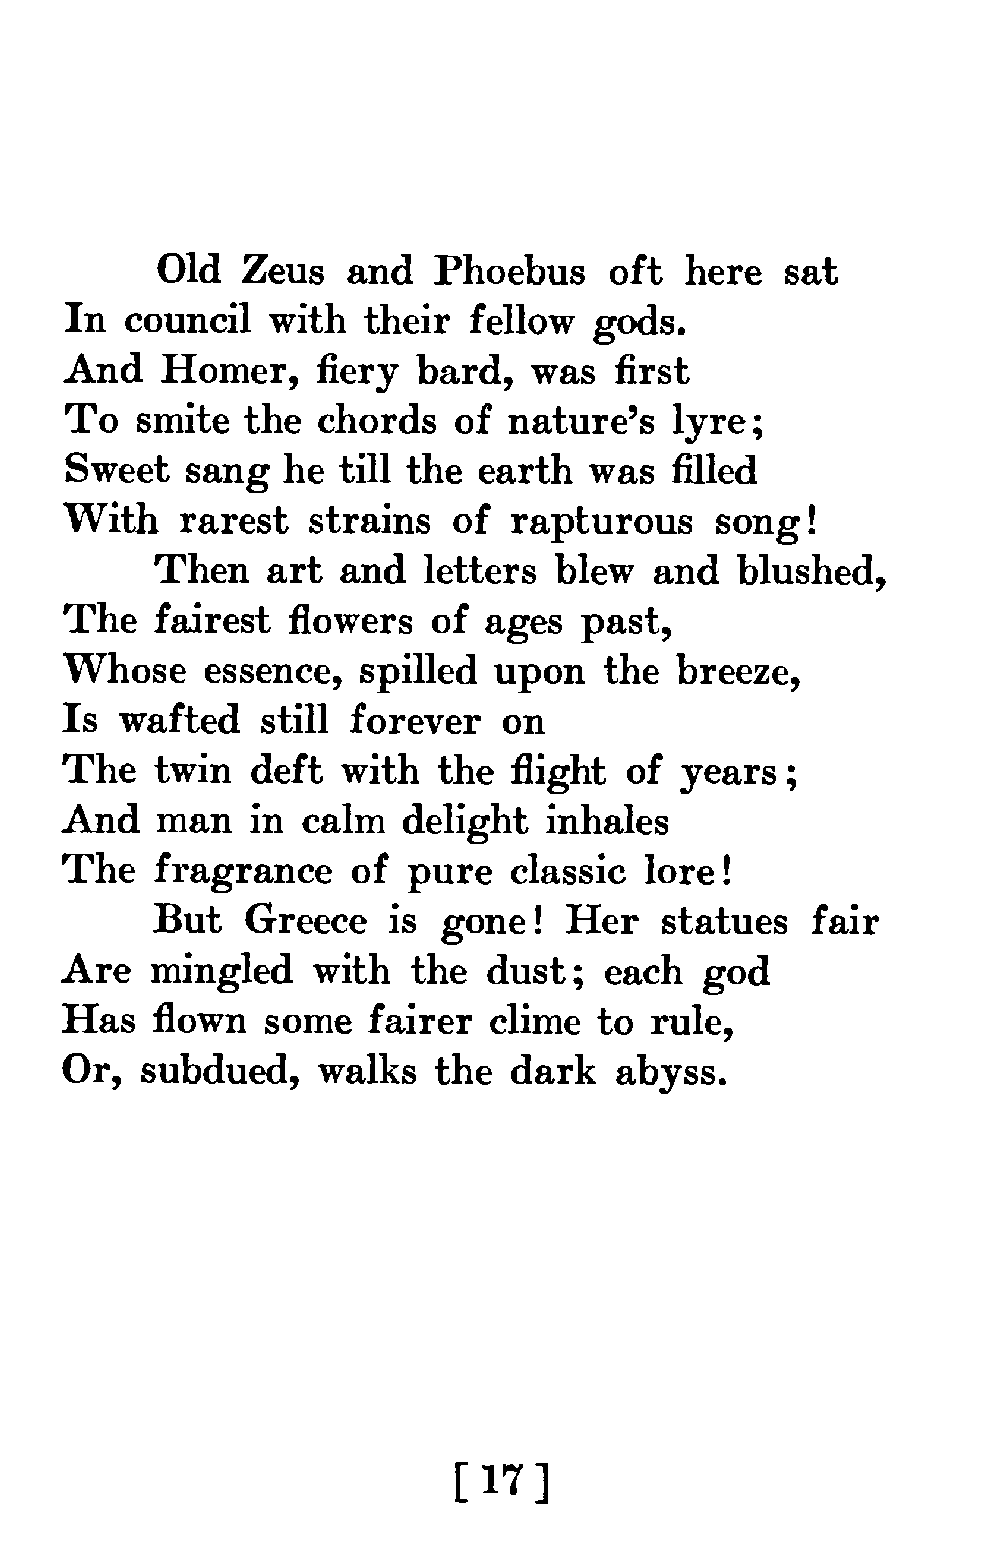 Old Zeus and Phoebus oft here sat
In council with their fellow gods.
And Homer, fiery bard, was first
To smite the chords of nature's lyre;
Sweet sang he till the earth was filled
With rarest strains of rapturous song!
Then art and letters blew and blushed,
The fairest flowers of ages past,
Whose essence, spilled upon the breeze,
Is wafted still forever on
The twin deft with the flight of years;
And man in calm delight inhales
The fragrance of pure classic lore!
But Greece is gone! Her statues fair
Are mingled with the dust; each god
Has flown some fairer clime to rule,
Or, subdued, walks the dark abyss.
[ 17 ]